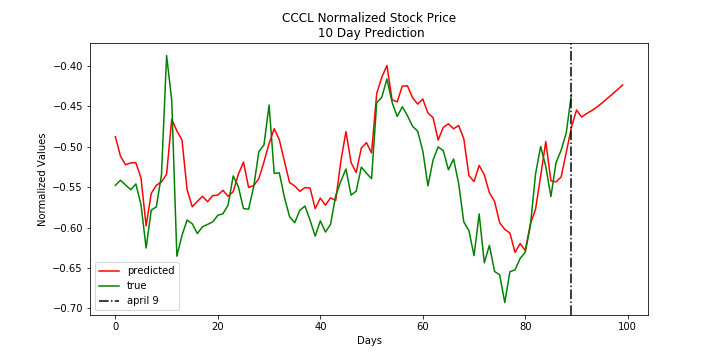 CCCL Normalized Stock Price
10 Day Prediction
Normalized Values
−0.40
−0.45
−0.50
−0.55
−0.60
−0.65
−0.70
predicted
true
april 9
0
20
40
60
80
100
Days